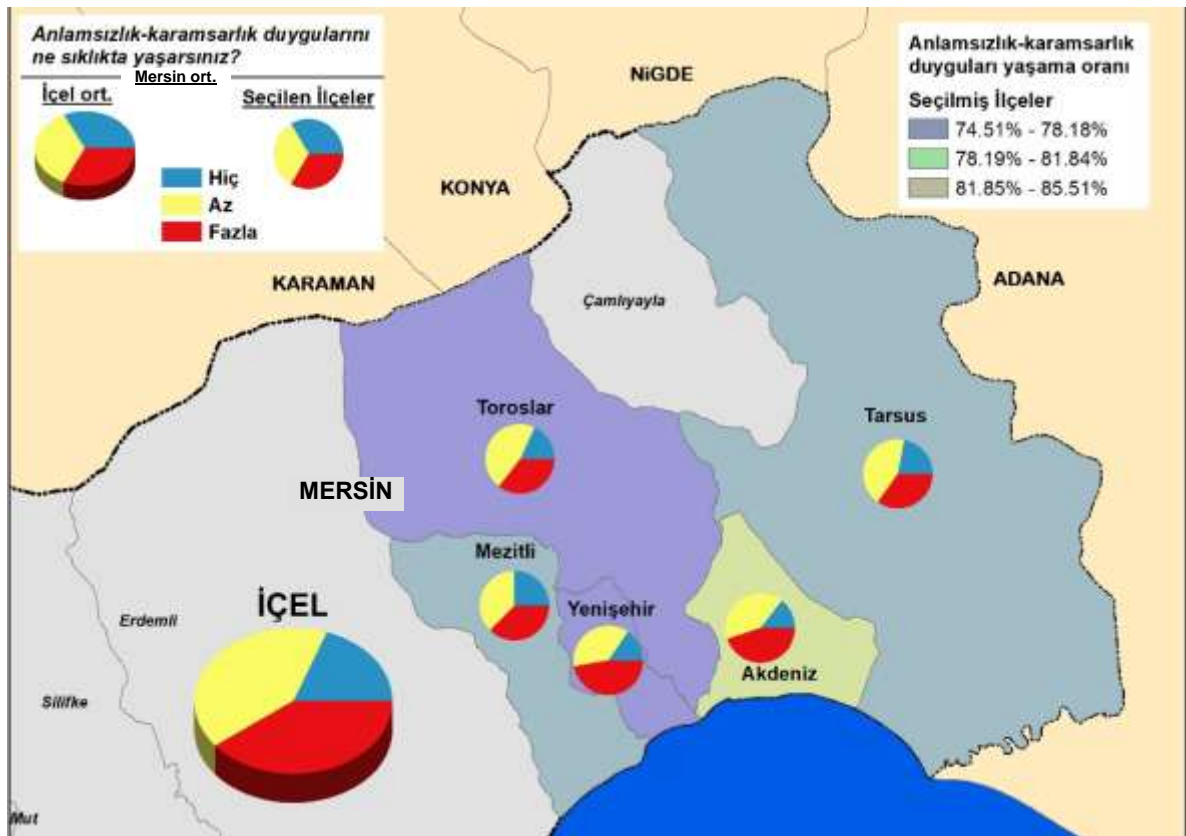 Anlamsızlık-karamsarlık duygularını
ne sıklıkta yaşarsınız?
Mersin ort.
İçel ort.
Seçilen İlçeler
Hiç
Az
Fazla
Anlamsızlık-karamsarlık
duyguları yaşama oranı
Seçilmiş İlçeler
74.51% - 78.18%
78.19% - 81.84%
81.85% - 85.51%
NiGDE
KONYA
KARAMAN
ADANA
Çamlıyayla
Toroslar
Tarsus
MERSİN
Mezitli
Yenişehir
İÇEL
Erdemli
Akdeniz
Silifke
Mut